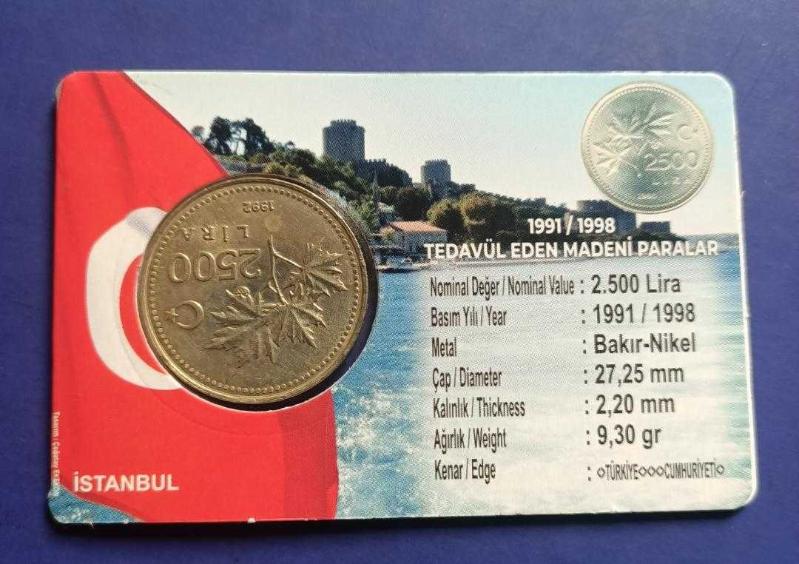 2500
LIRA
1991 / 1998
TEDAVÜL EDEN MADENİ PARALAR
Nominal Değer / Nominal Value : 2.500 Lira
Basım Yılı / Year : 1991 / 1998
Metal : Bakır-Nikel
Çap / Diameter : 27,25 mm
Kalınlık / Thickness : 2,20 mm
Ağırlık / Weight : 9,30 gr
Kenar / Edge : ◇TÜRKİYE◇◇◇CUMHURİYETİ◇
2500
LİRA
1992
İSTANBUL
Tasarım :